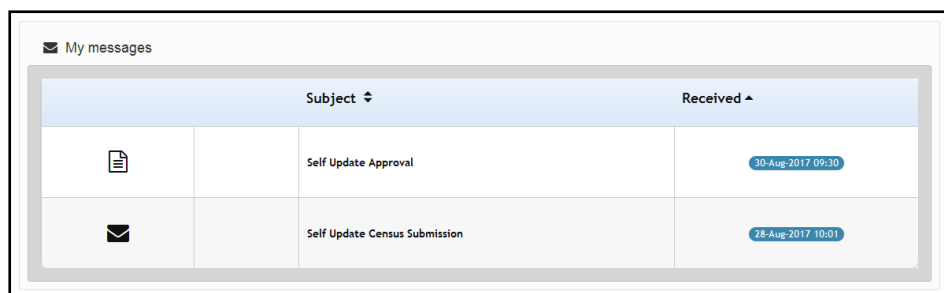 My messages
Subject Received
Self Update Approval 30-Aug-2017 09:30
Self Update Census Submission 28-Aug-2017 10:01